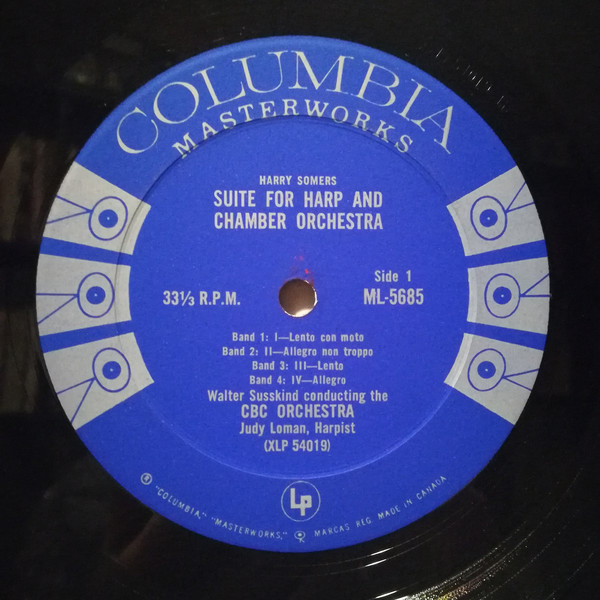 COLUMBIA
MASTERWORKS
HARRY SOMERS
SUITE FOR HARP AND
CHAMBER ORCHESTRA
33⅓ R.P.M.
Side 1
ML-5685
Band 1: I—Lento con moto
Band 2: II—Allegro non troppo
Band 3: III—Lento
Band 4: IV—Allegro
Walter Susskind conducting the
CBC ORCHESTRA
Judy Loman, Harpist
(XLP 54019)
Lp
® "COLUMBIA," "MASTERWORKS," MARCAS REG. MADE IN CANADA